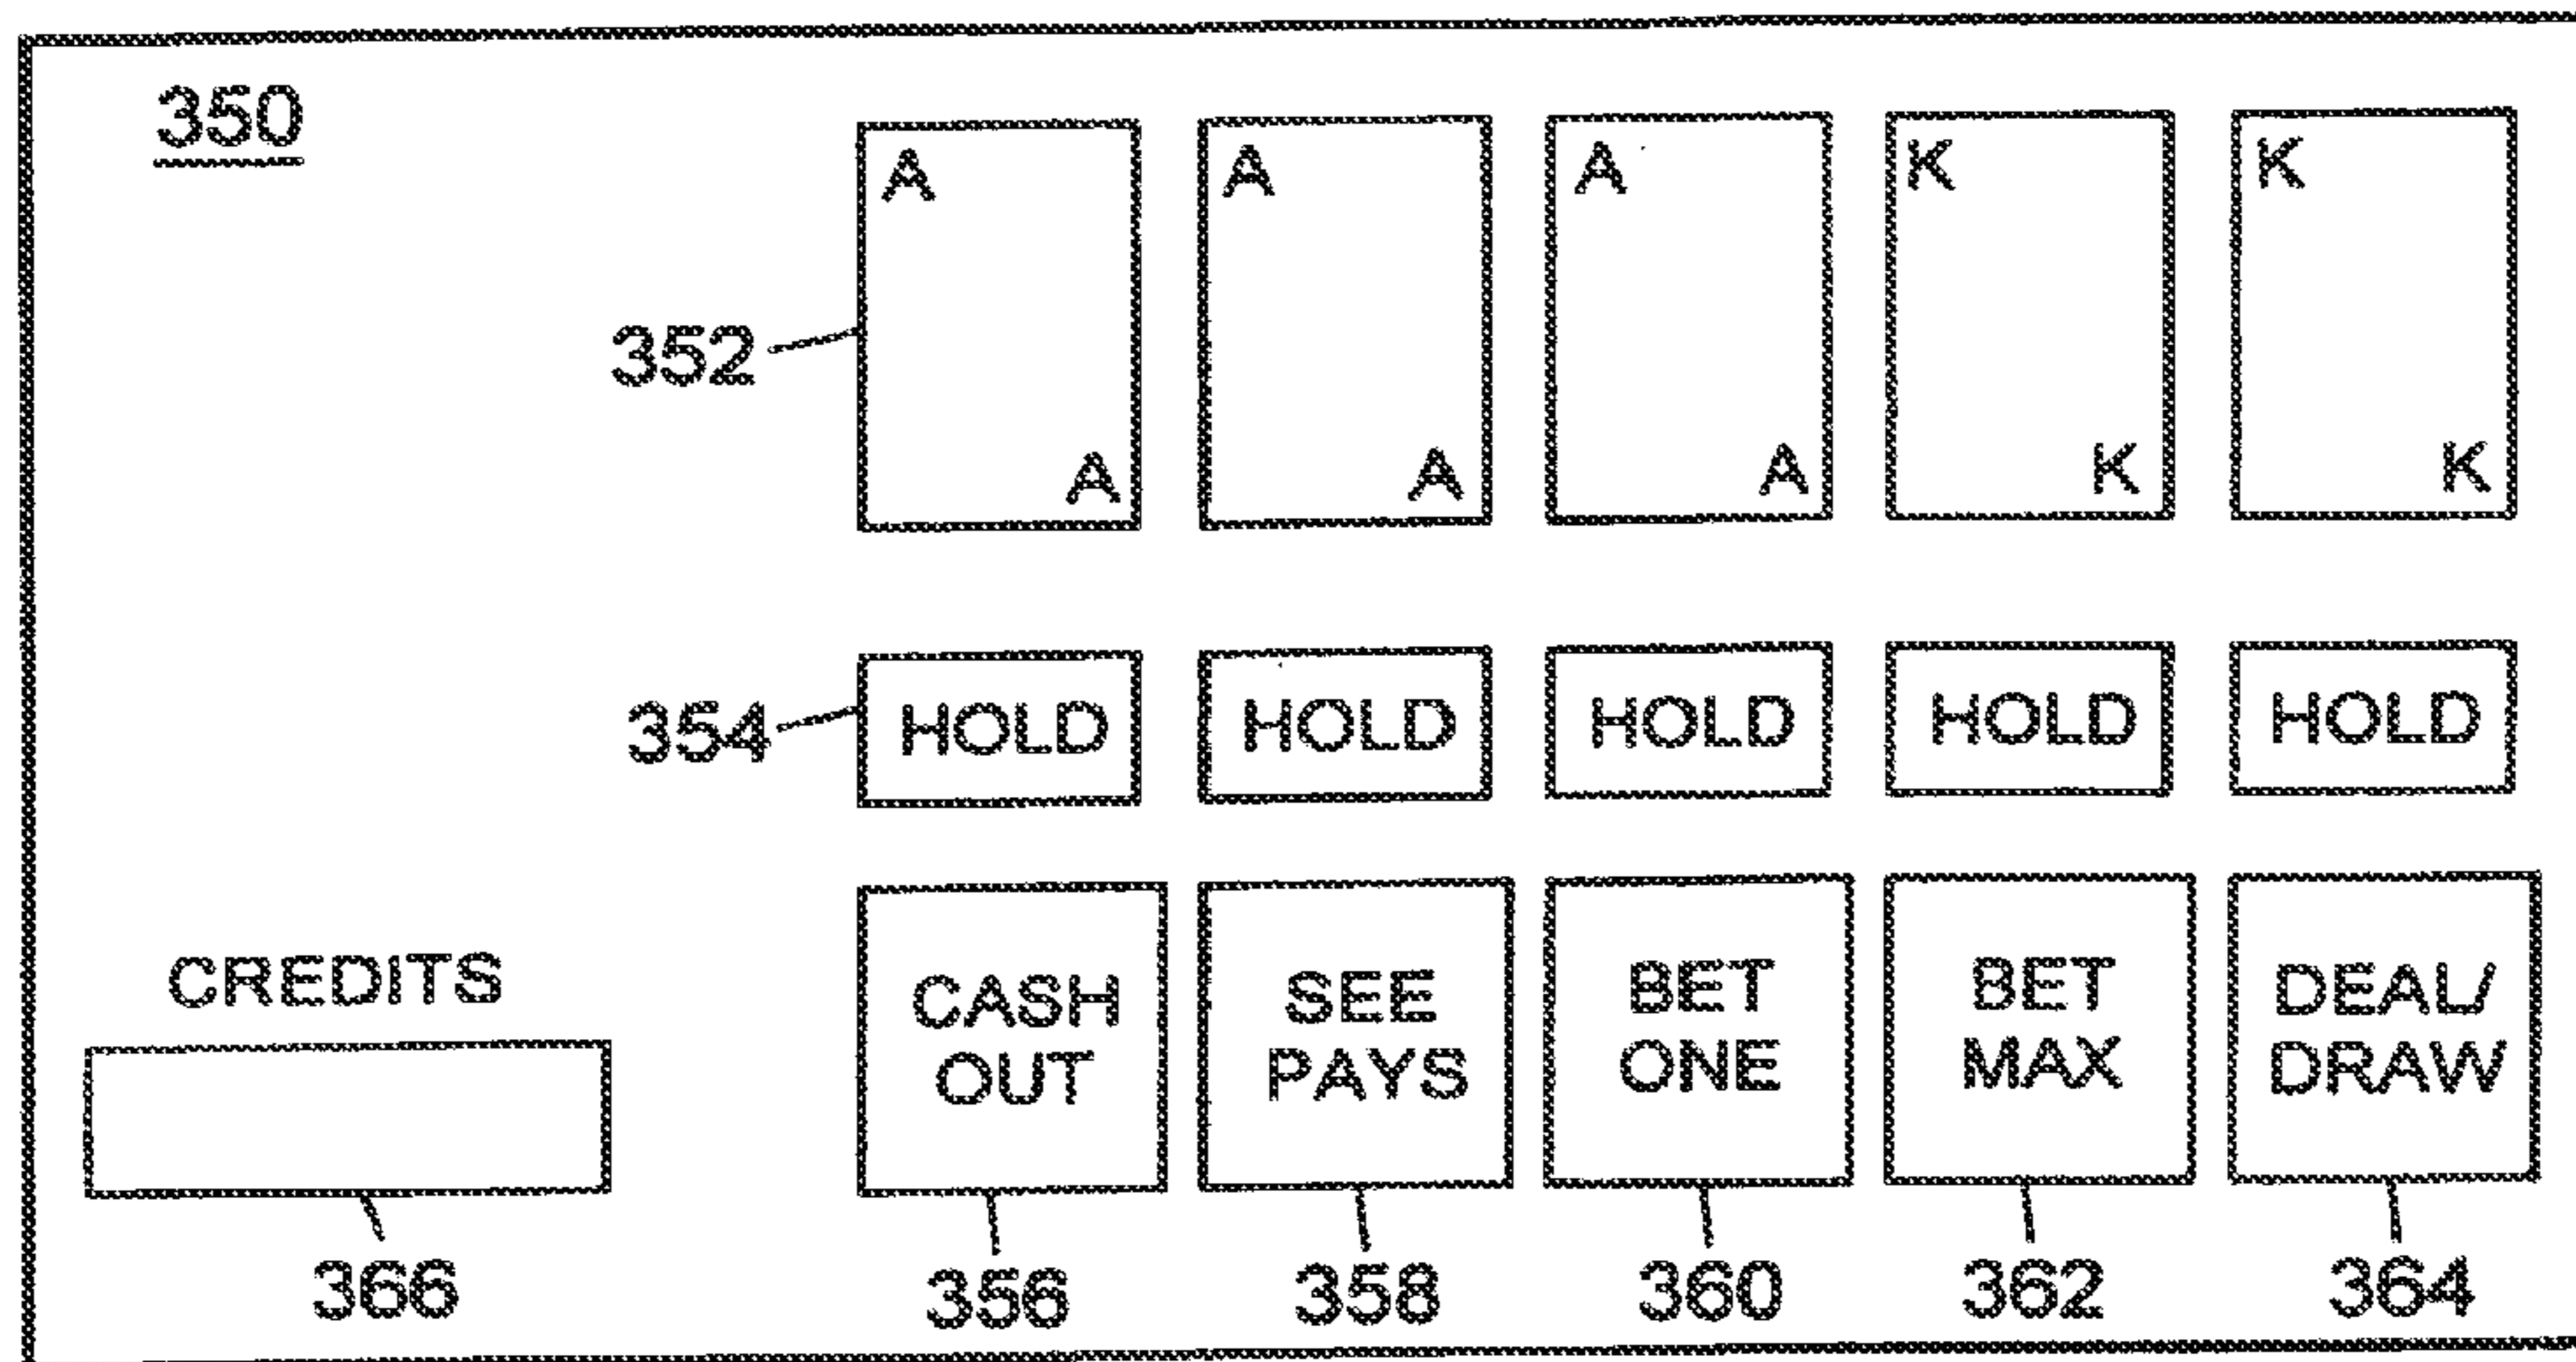 350
A A A K K
352
A A A K K
354 HOLD HOLD HOLD HOLD HOLD
CREDITS
CASH OUT
SEE PAYS
BET ONE
BET MAX
DEAL/ DRAW
366 356 358 360 362 364